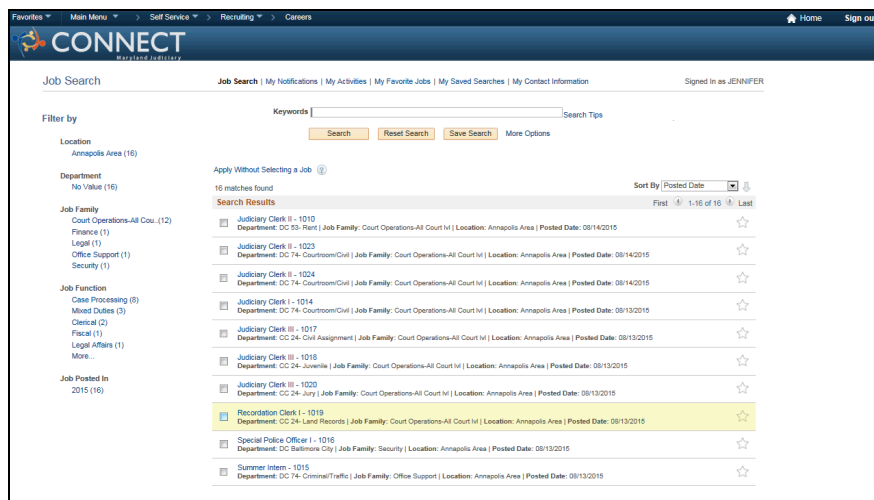 Favorites Main Menu > Self Service > Recruiting > Careers Home Sign ou
CONNECT
Maryland Judiciary
Job Search
Job Search | My Notifications | My Activities | My Favorite Jobs | My Saved Searches | My Contact Information
Signed In as JENNIFER
Keywords
Search Tips
Search Reset Search Save Search More Options
Filter by
Location
Annapolis Area (16)
Department
No Value (16)
Job Family
Court Operations-All Cou..(12)
Finance (1)
Legal (1)
Office Support (1)
Security (1)
Job Function
Case Processing (8)
Mixed Duties (3)
Clerical (2)
Fiscal (1)
Legal Affairs (1)
More...
Job Posted In
2015 (16)
Apply Without Selecting a Job ?
16 matches found
Sort By Posted Date
Search Results First 1-16 of 16 Last
Judiciary Clerk II - 1010
Department: DC 53- Rent | Job Family: Court Operations-All Court lvl | Location: Annapolis Area | Posted Date: 08/14/2015
Judiciary Clerk II - 1023
Department: DC 74- Courtroom/Civil | Job Family: Court Operations-All Court lvl | Location: Annapolis Area | Posted Date: 08/14/2015
Judiciary Clerk II - 1024
Department: DC 74- Courtroom/Civil | Job Family: Court Operations-All Court lvl | Location: Annapolis Area | Posted Date: 08/14/2015
Judiciary Clerk I - 1014
Department: DC 74- Courtroom/Civil | Job Family: Court Operations-All Court lvl | Location: Annapolis Area | Posted Date: 08/13/2015
Judiciary Clerk III - 1017
Department: CC 24- Civil Assignment | Job Family: Court Operations-All Court lvl | Location: Annapolis Area | Posted Date: 08/13/2015
Judiciary Clerk III - 1018
Department: CC 24- Juvenile | Job Family: Court Operations-All Court lvl | Location: Annapolis Area | Posted Date: 08/13/2015
Judiciary Clerk III - 1020
Department: CC 24- Jury | Job Family: Court Operations-All Court lvl | Location: Annapolis Area | Posted Date: 08/13/2015
Recordation Clerk I - 1019
Department: CC 24- Land Records | Job Family: Court Operations-All Court lvl | Location: Annapolis Area | Posted Date: 08/13/2015
Special Police Officer I - 1016
Department: DC Baltimore City | Job Family: Security | Location: Annapolis Area | Posted Date: 08/13/2015
Summer Intern - 1015
Department: DC 74- Criminal/Traffic | Job Family: Office Support | Location: Annapolis Area | Posted Date: 08/13/2015